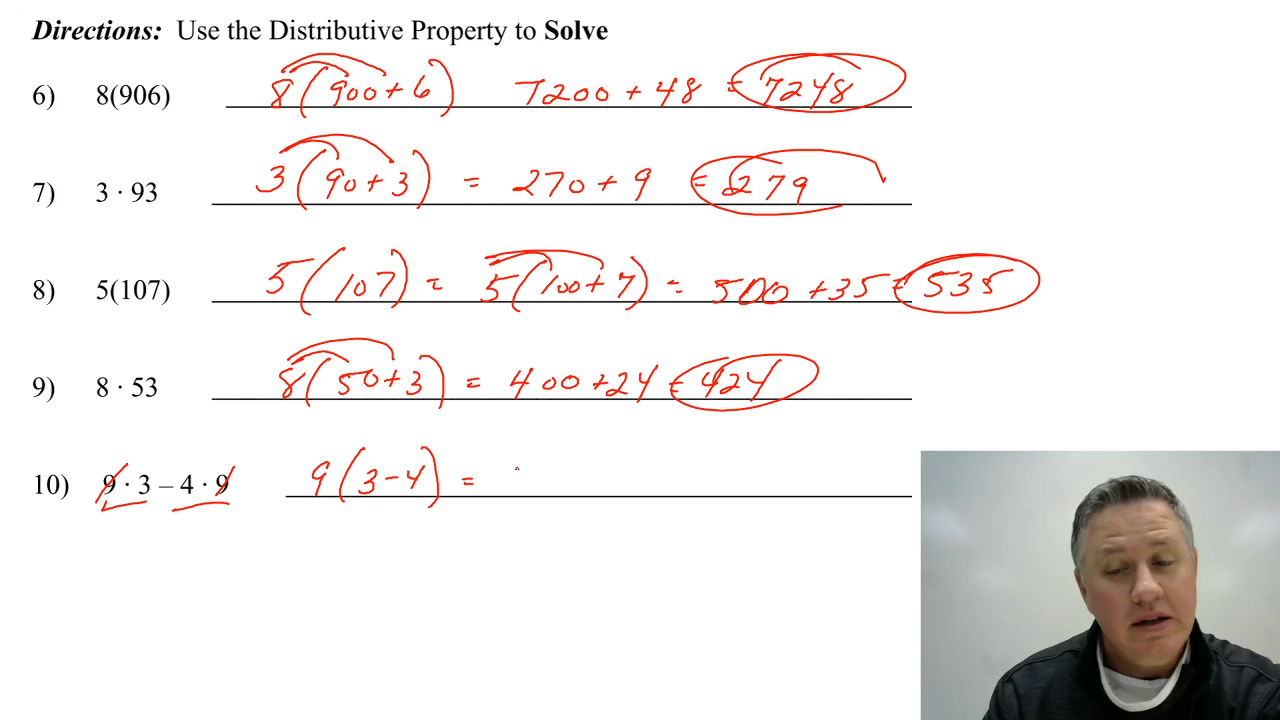 Directions: Use the Distributive Property to Solve
6) 8(906) 8(900+6) 7200+48 = 7248
7) 3 · 93 3(90+3) = 270+9 = 279
8) 5(107) 5(107) = 5(100+7) = 500+35 = 535
9) 8 · 53 8(50+3) = 400+24 = 424
10) 9 · 3 – 4 · 9 9(3-4) =